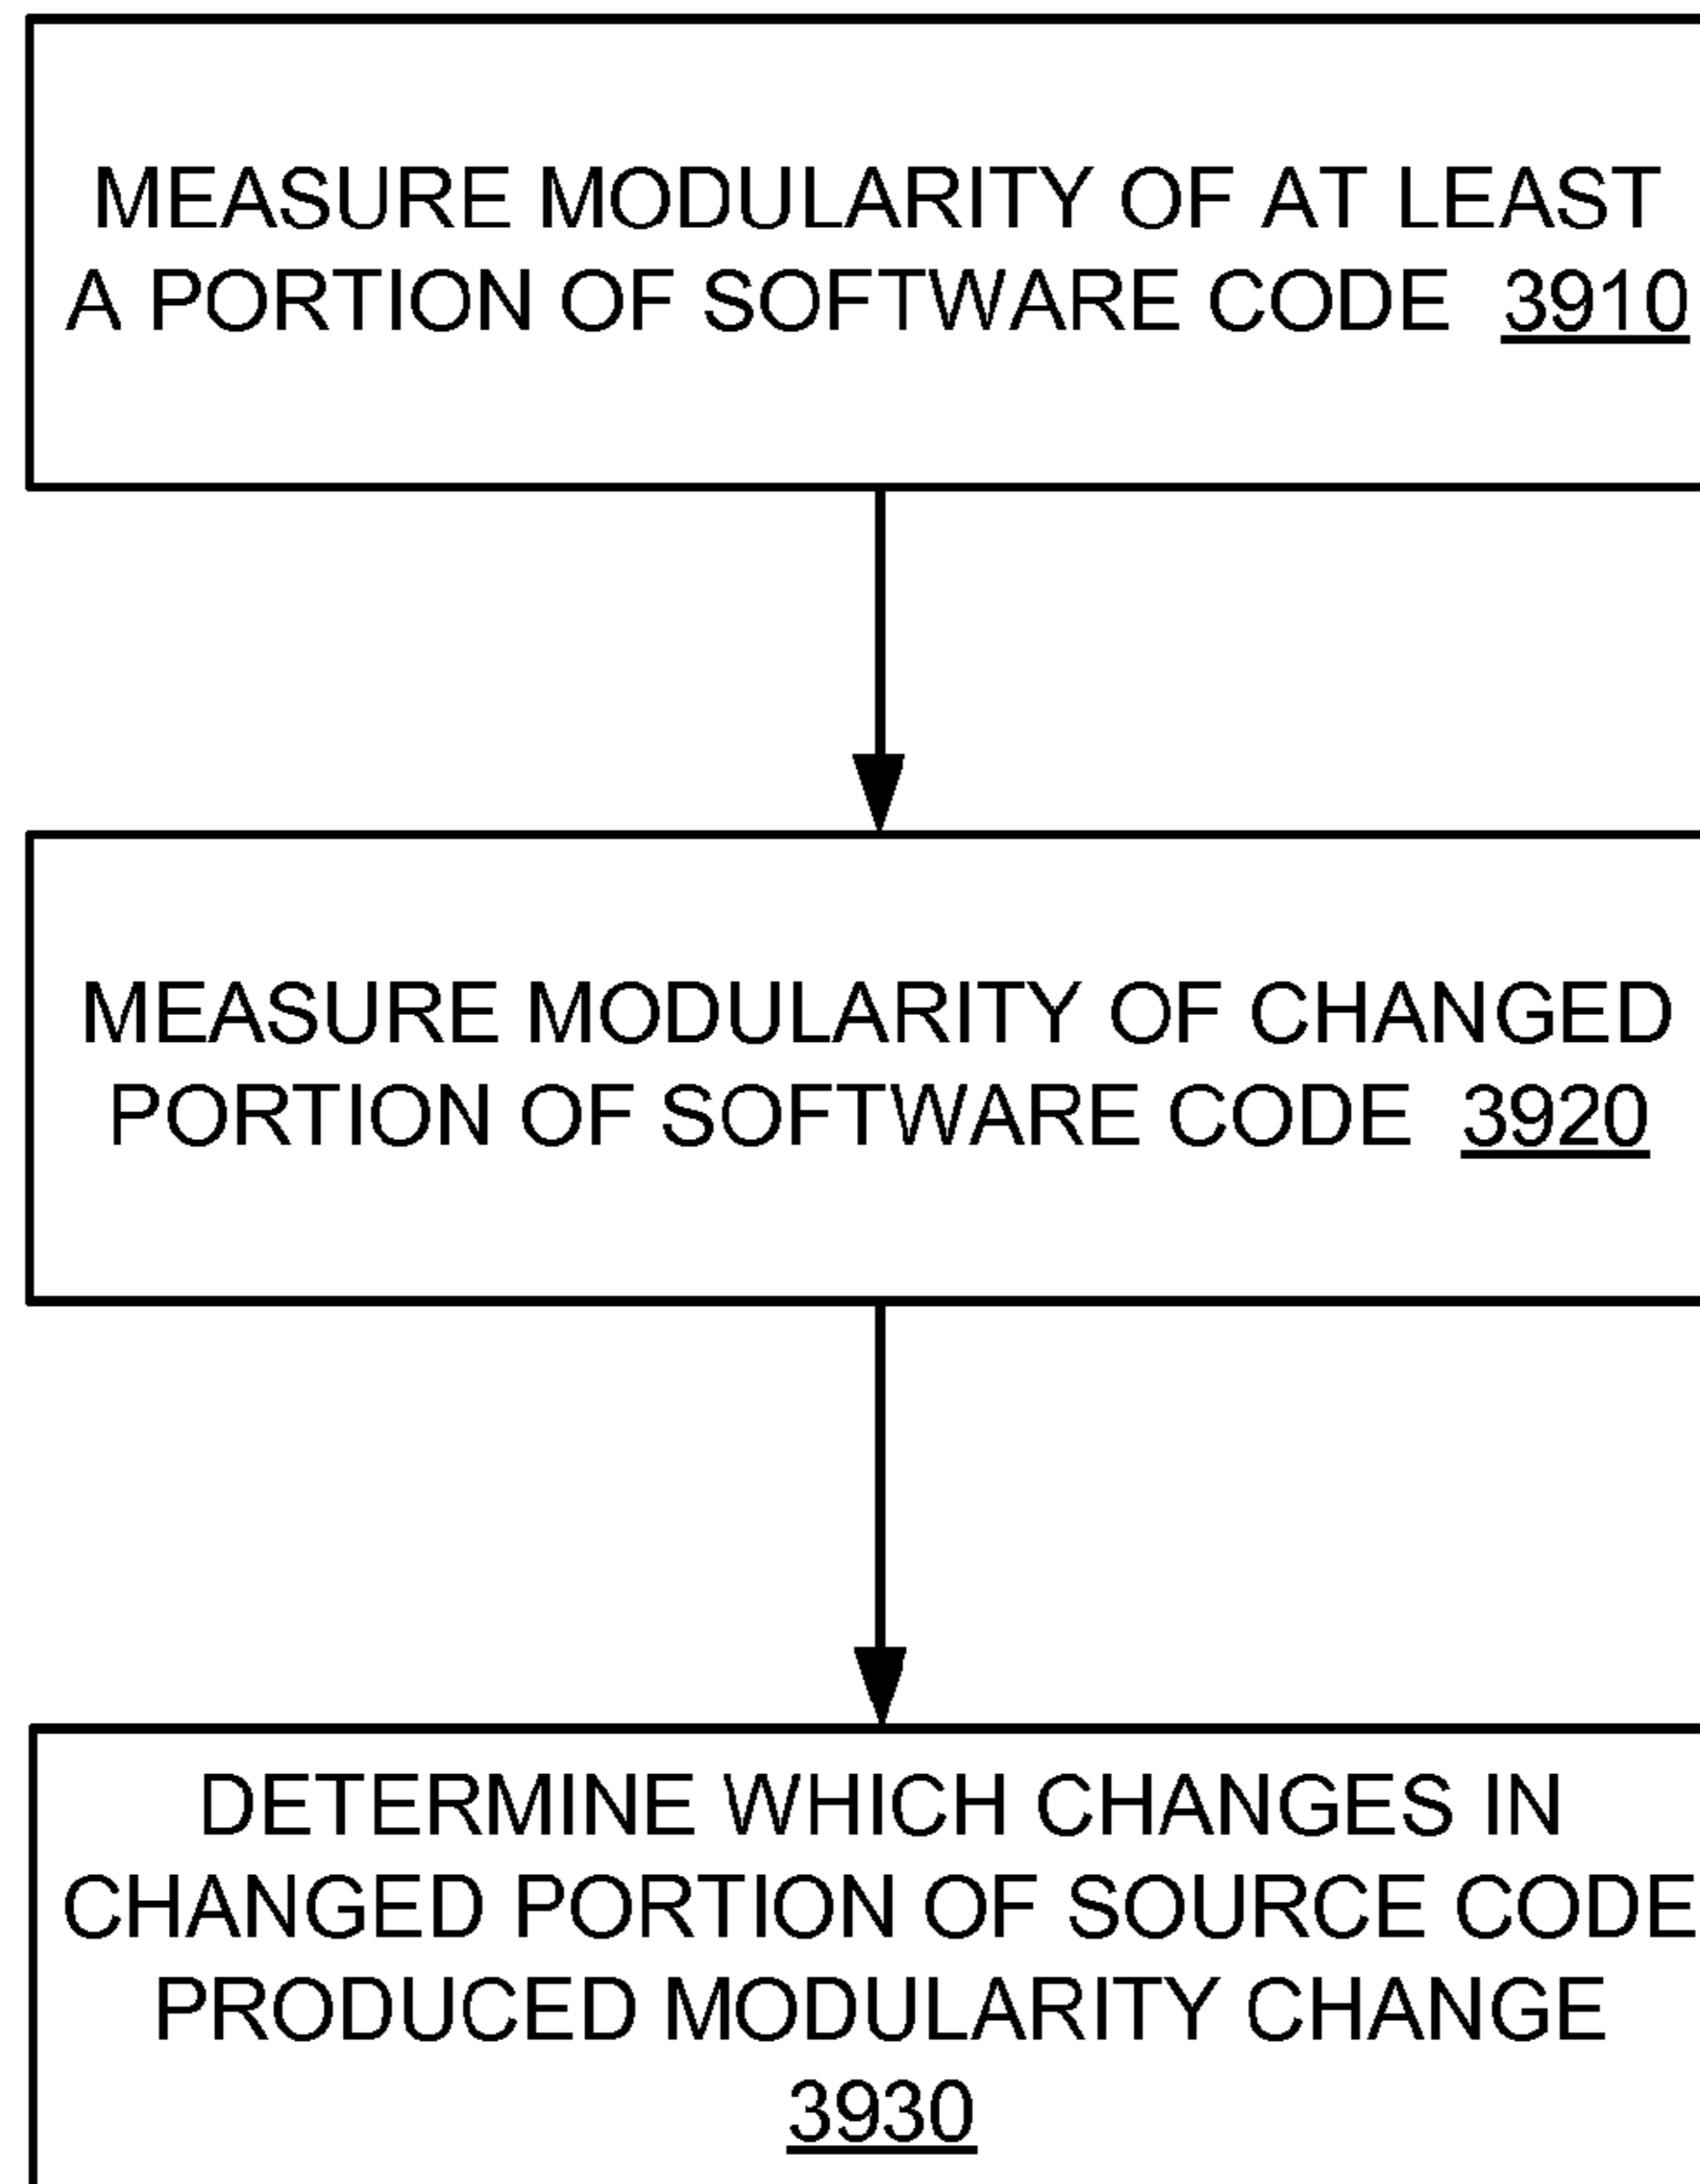 MEASURE MODULARITY OF AT LEAST
A PORTION OF SOFTWARE CODE 3910
MEASURE MODULARITY OF CHANGED
PORTION OF SOFTWARE CODE 3920
DETERMINE WHICH CHANGES IN
CHANGED PORTION OF SOURCE CODE
PRODUCED MODULARITY CHANGE
3930